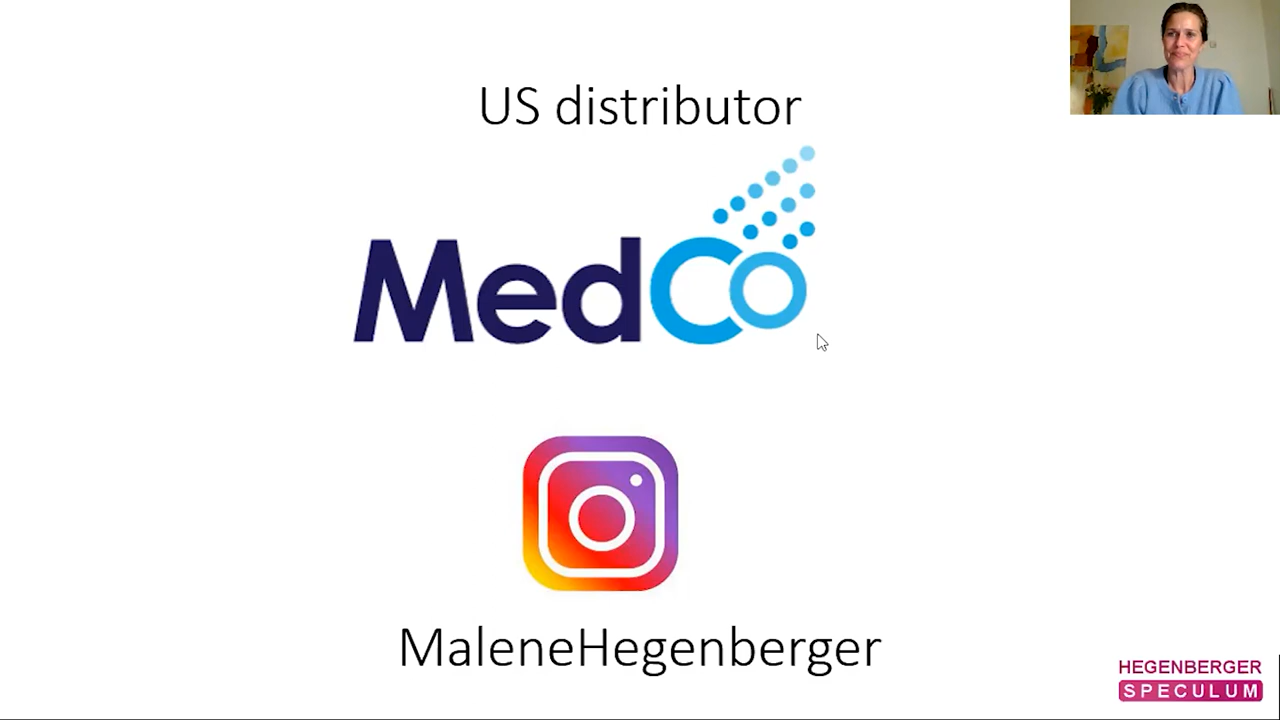 US distributor
MedCo
MaleneHegenberger
HEGENBERGER
SPECULUM